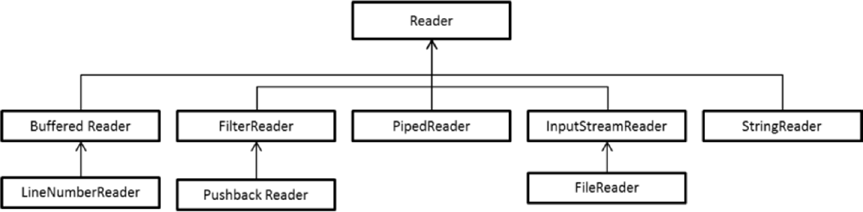 Reader
Buffered Reader
FilterReader
PipedReader
InputStreamReader
StringReader
LineNumberReader
Pushback Reader
FileReader